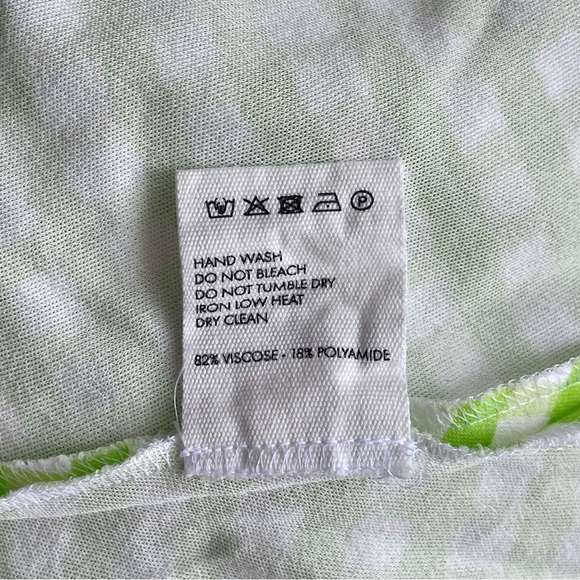 P
HAND WASH
DO NOT BLEACH
DO NOT TUMBLE DRY
IRON LOW HEAT
DRY CLEAN
82% VISCOSE - 18% POLYAMIDE